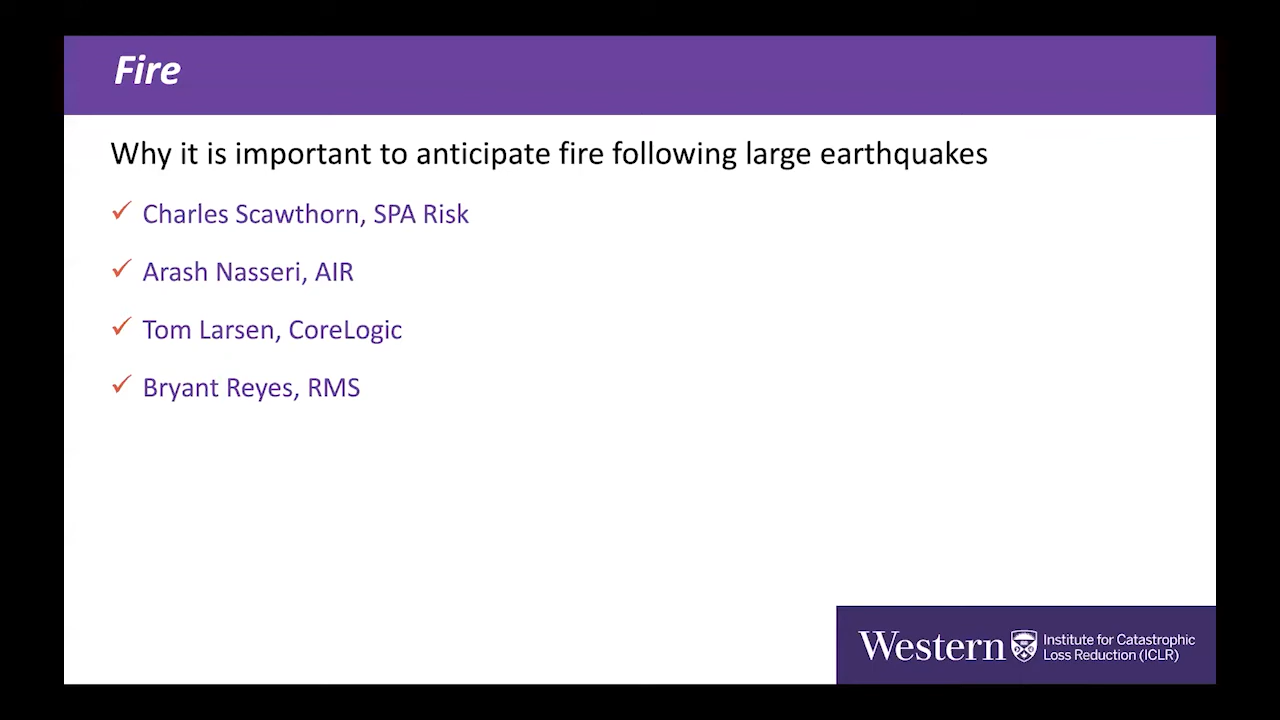 Fire
Why it is important to anticipate fire following large earthquakes
✓ Charles Scawthorn, SPA Risk
✓ Arash Nasseri, AIR
✓ Tom Larsen, CoreLogic
✓ Bryant Reyes, RMS
Western
Institute for Catastrophic
Loss Reduction (ICLR)